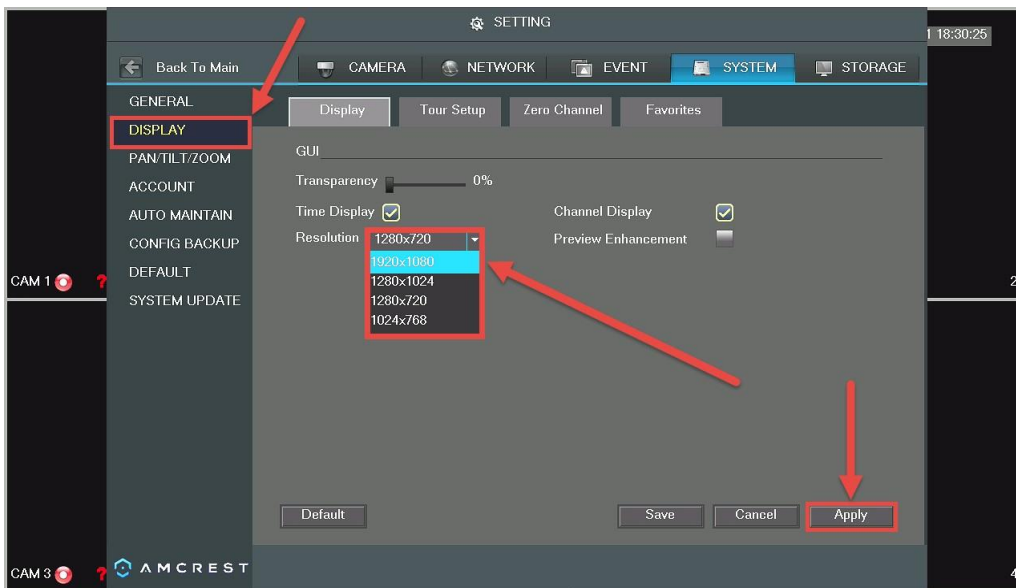 SETTING
1 18:30:25
Back To Main
CAMERA NETWORK EVENT SYSTEM STORAGE
GENERAL
DISPLAY
PAN/TILT/ZOOM
ACCOUNT
AUTO MAINTAIN
CONFIG BACKUP
DEFAULT
SYSTEM UPDATE
Display Tour Setup Zero Channel Favorites
GUI
Transparency 0%
Time Display Channel Display
Resolution 1280x720 Preview Enhancement
1920x1080
1280x1024
1280x720
1024x768
CAM 1 ?
2
Default Save Cancel Apply
AMCREST
CAM 3 ?
4